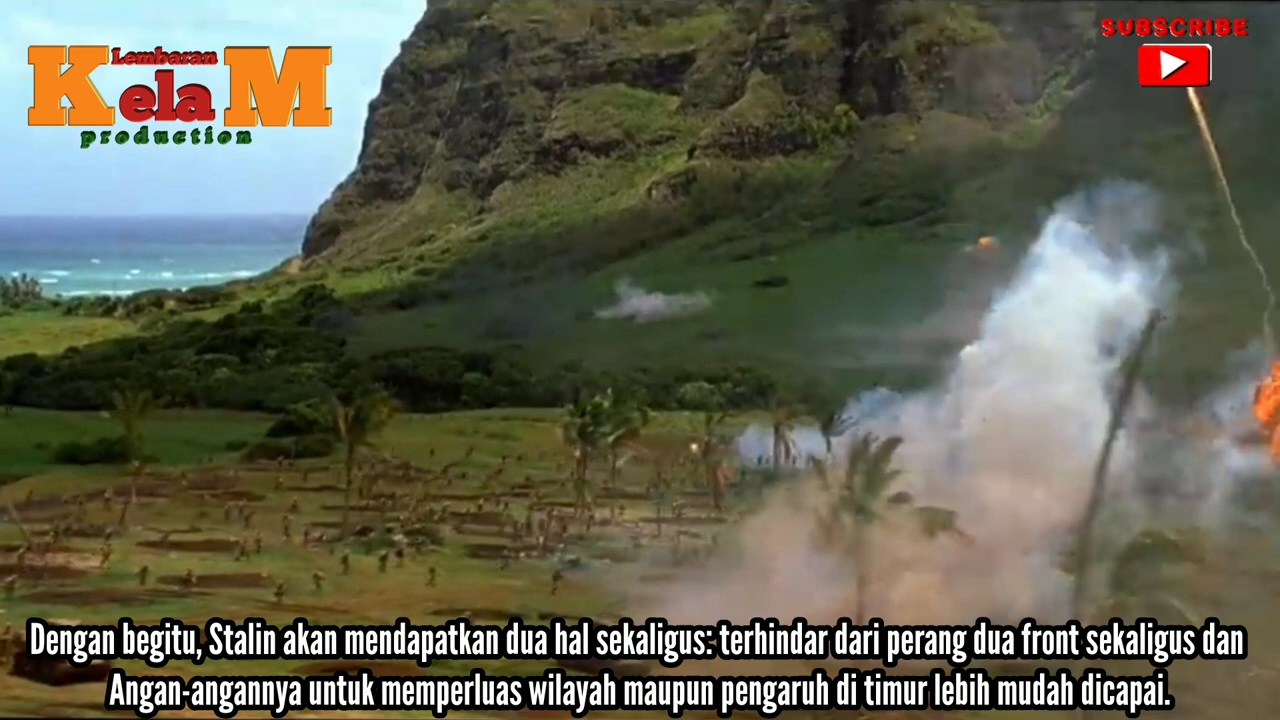 Lembaran
KelaM
production
SUBSCRIBE
Dengan begitu, Stalin akan mendapatkan dua hal sekaligus: terhindar dari perang dua front sekaligus dan
Angan-angannya untuk memperluas wilayah maupun pengaruh di timur lebih mudah dicapai.